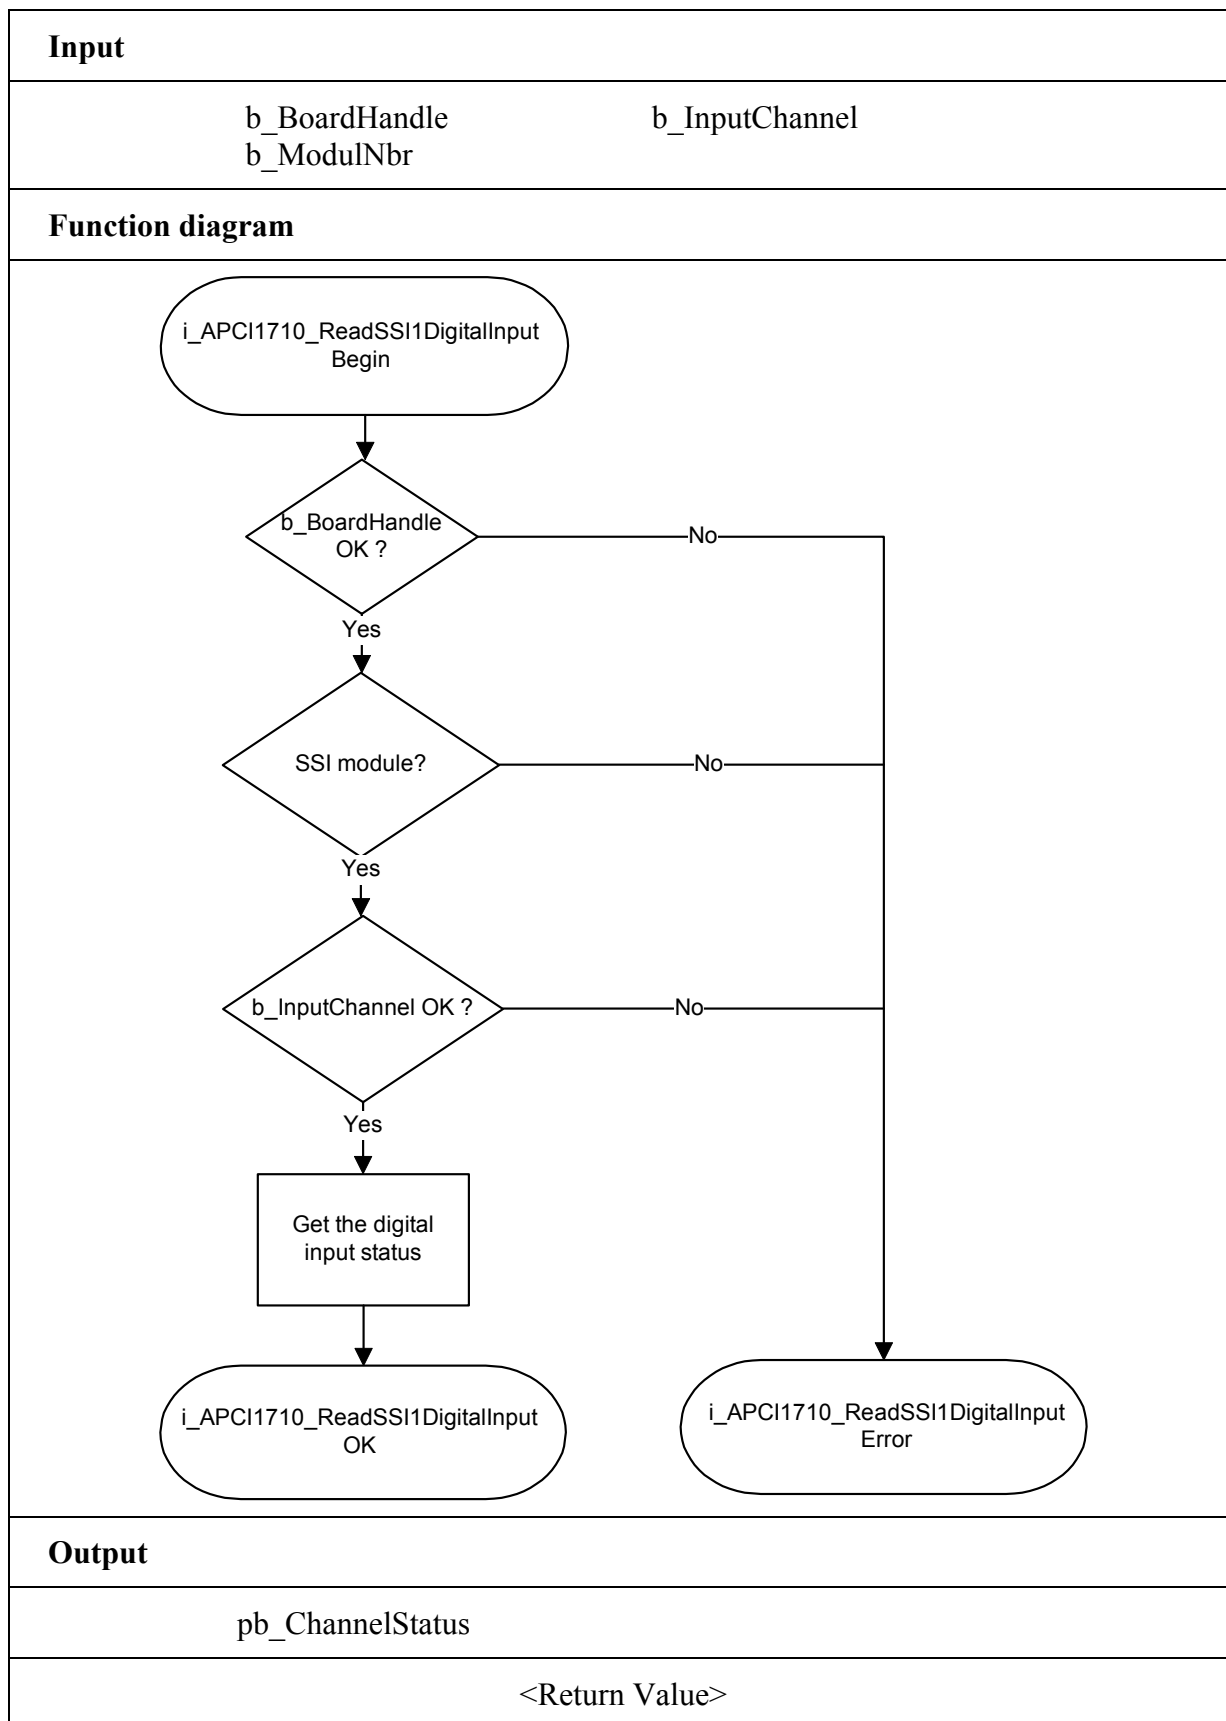 Input
b_BoardHandle b_InputChannel
b_ModulNbr
Function diagram
i_APCI1710_ReadSSI1DigitalInput
Begin
b_BoardHandle
OK ?
No
Yes
SSI module?
No
Yes
b_InputChannel OK ?
No
Yes
Get the digital
input status
i_APCI1710_ReadSSI1DigitalInput
OK
i_APCI1710_ReadSSI1DigitalInput
Error
Output
pb_ChannelStatus
<Return Value>